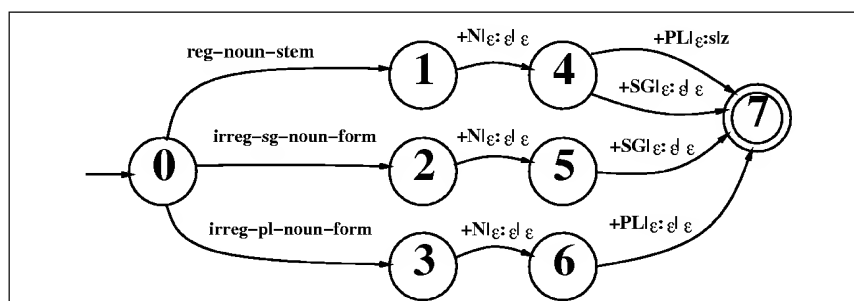 reg-noun-stem
+N|ε:ε|ε
+PL|ε:s|z
1
4
+SG|ε:ε|ε
7
irreg-sg-noun-form
+N|ε:ε|ε
+SG|ε:ε|ε
0
2
5
irreg-pl-noun-form
+N|ε:ε|ε
+PL|ε:ε|ε
3
6